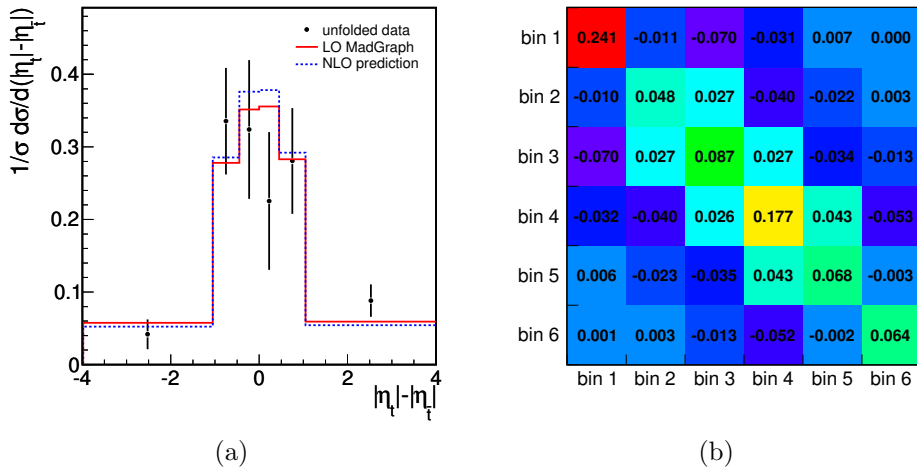 1/σ dσ/d(|η_t|-|η_t̄|)
0.4
0.3
0.2
0.1
0
unfolded data
LO MadGraph
NLO prediction
-4 -2 0 2 4
|η_t|-|η_t̄|
(a)
bin 1 0.241 -0.011 -0.070 -0.031 0.007 0.000
bin 2 -0.010 0.048 0.027 -0.040 -0.022 0.003
bin 3 -0.070 0.027 0.087 0.027 -0.034 -0.013
bin 4 -0.032 -0.040 0.026 0.177 0.043 -0.053
bin 5 0.006 -0.023 -0.035 0.043 0.068 -0.003
bin 6 0.001 0.003 -0.013 -0.052 -0.002 0.064
bin 1 bin 2 bin 3 bin 4 bin 5 bin 6
(b)